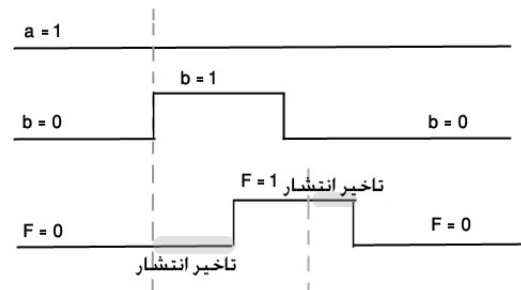 a = 1
b = 1
b = 0
b = 0
F = 1
تاخیر انتشار
F = 0
F = 0
تاخیر انتشار